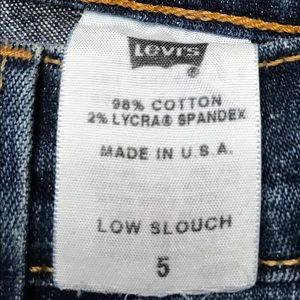 Levi's
®
98% COTTON
2% LYCRA® SPANDEX
MADE IN U.S.A.
LOW SLOUCH
5